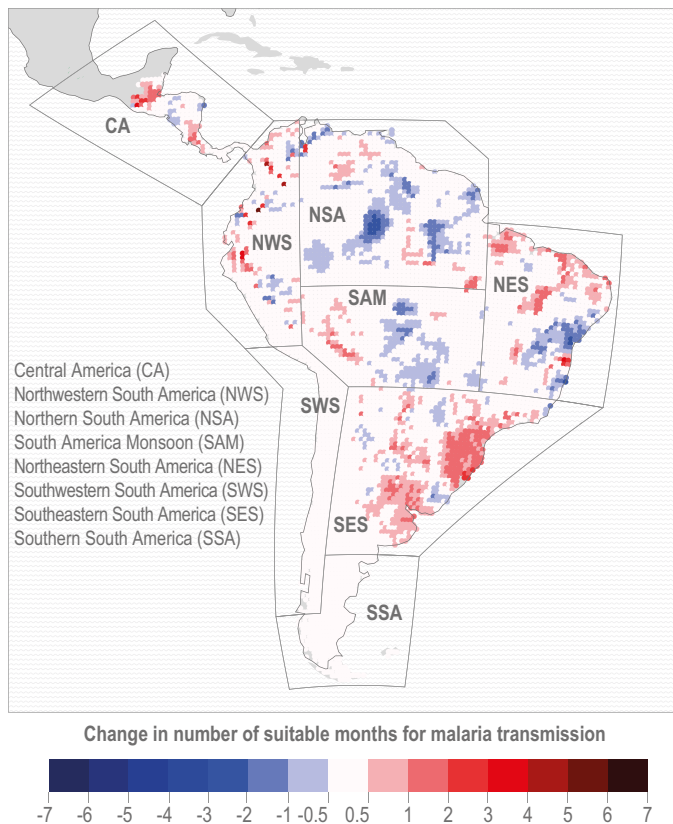 CA
NSA
NWS
NES
SAM
Central America (CA)
Northwestern South America (NWS)
Northern South America (NSA)
South America Monsoon (SAM)
Northeastern South America (NES)
Southwestern South America (SWS)
Southeastern South America (SES)
Southern South America (SSA)
SWS
SES
SSA
Change in number of suitable months for malaria transmission
-7 -6 -5 -4 -3 -2 -1 -0.5 0.5 1 2 3 4 5 6 7